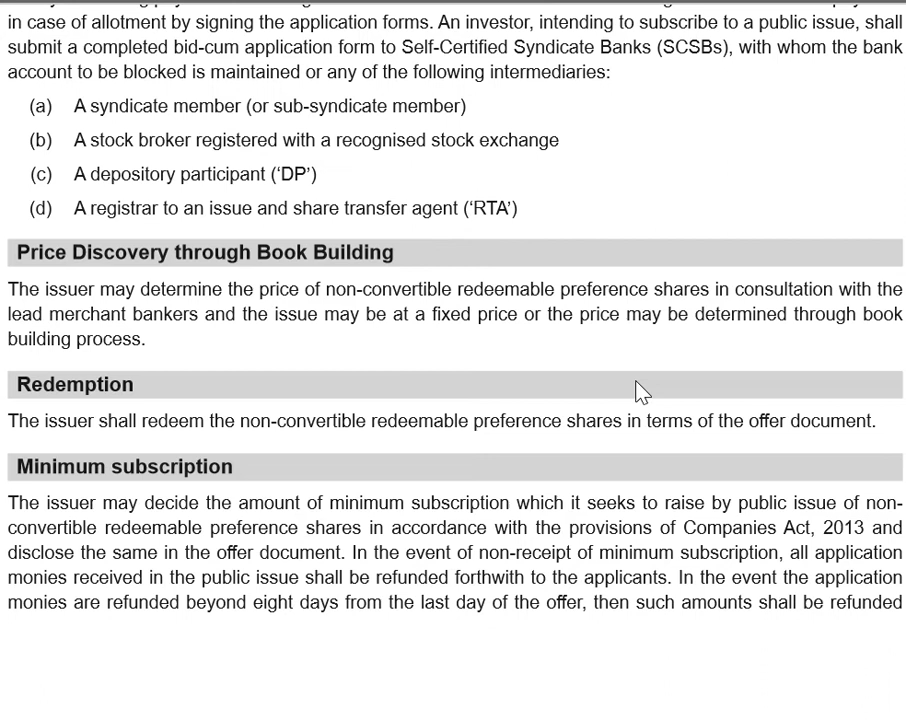 in case of allotment by signing the application forms. An investor, intending to subscribe to a public issue, shall
submit a completed bid-cum application form to Self-Certified Syndicate Banks (SCSBs), with whom the bank
account to be blocked is maintained or any of the following intermediaries:
(a) A syndicate member (or sub-syndicate member)
(b) A stock broker registered with a recognised stock exchange
(c) A depository participant (‘DP’)
(d) A registrar to an issue and share transfer agent (‘RTA’)
Price Discovery through Book Building
The issuer may determine the price of non-convertible redeemable preference shares in consultation with the
lead merchant bankers and the issue may be at a fixed price or the price may be determined through book
building process.
Redemption
The issuer shall redeem the non-convertible redeemable preference shares in terms of the offer document.
Minimum subscription
The issuer may decide the amount of minimum subscription which it seeks to raise by public issue of non-
convertible redeemable preference shares in accordance with the provisions of Companies Act, 2013 and
disclose the same in the offer document. In the event of non-receipt of minimum subscription, all application
monies received in the public issue shall be refunded forthwith to the applicants. In the event the application
monies are refunded beyond eight days from the last day of the offer, then such amounts shall be refunded